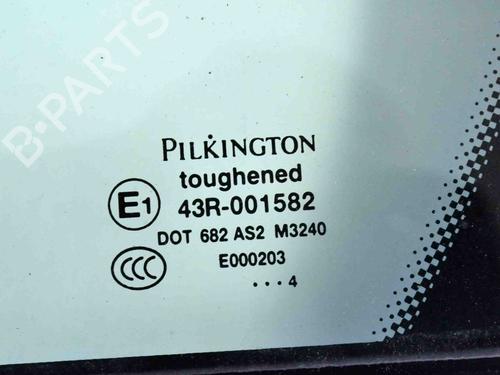 B-PARTS
PILKINGTON
toughened
E1 43R-001582
DOT 682 AS2 M3240
CCC E000203
...4